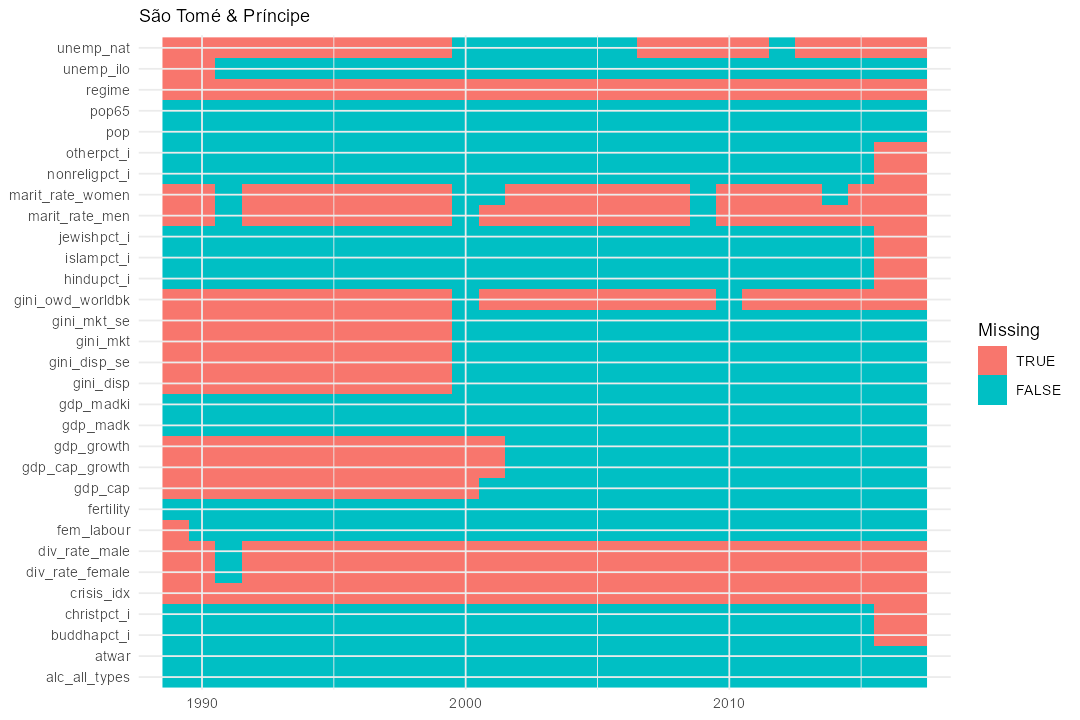 São Tomé & Príncipe
unemp_nat
unemp_ilo
regime
pop65
pop
otherpct_i
nonreligpct_i
marit_rate_women
marit_rate_men
jewishpct_i
islampct_i
hindupct_i
gini_owd_worldbk
gini_mkt_se
gini_mkt
gini_disp_se
gini_disp
gdp_madki
gdp_madk
gdp_growth
gdp_cap_growth
gdp_cap
fertility
fem_labour
div_rate_male
div_rate_female
crisis_idx
christpct_i
buddhapct_i
atwar
alc_all_types
1990 2000 2010
Missing
TRUE
FALSE